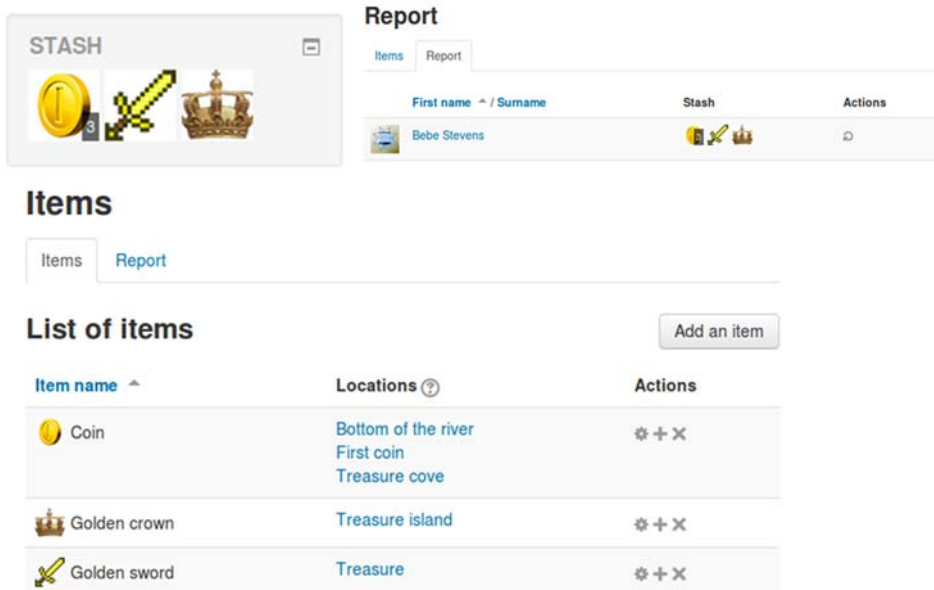 STASH
3
Report
Items Report
First name / Surname Stash Actions
Bebe Stevens
Items
Items Report
List of items
Add an item
Item name Locations ? Actions
Coin
Bottom of the river
First coin
Treasure cove
Golden crown Treasure island
Golden sword Treasure